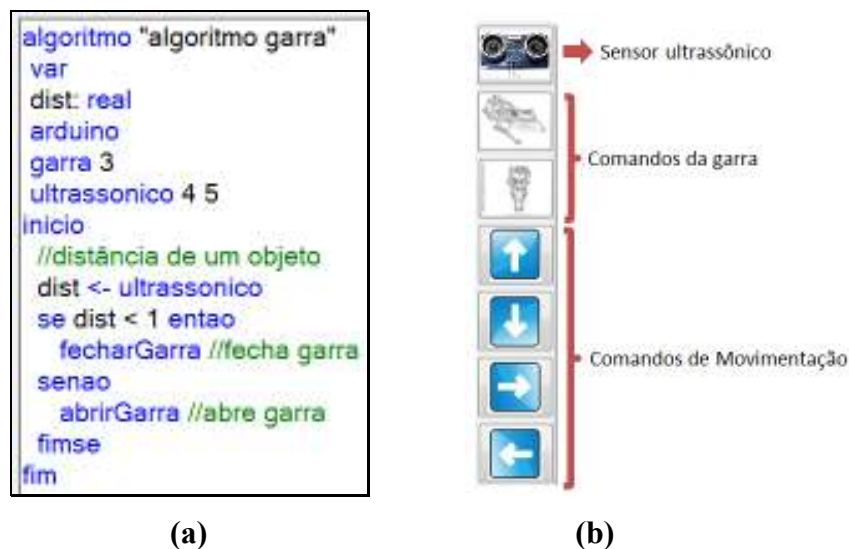 algoritmo "algoritmo garra"
var
dist: real
arduino
garra 3
ultrassonico 4 5
inicio
//distância de um objeto
dist <- ultrassonico
se dist < 1 entao
fecharGarra //fecha garra
senao
abrirGarra //abre garra
fimse
fim
(a)
Sensor ultrassônico
Comandos da garra
Comandos de Movimentação
(b)